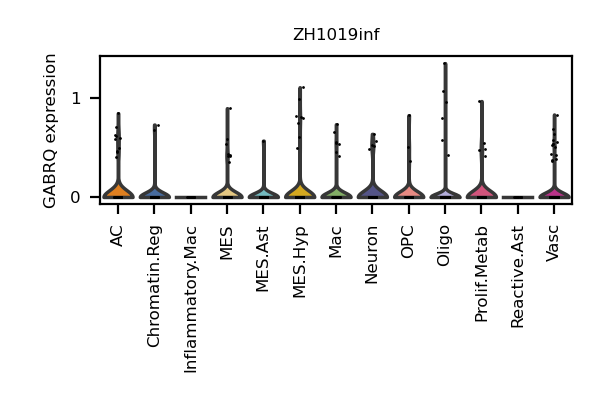 ZH1019inf
GABRQ expression
1
0
AC
Chromatin.Reg
Inflammatory.Mac
MES
MES.Ast
MES.Hyp
Mac
Neuron
OPC
Oligo
Prolif.Metab
Reactive.Ast
Vasc